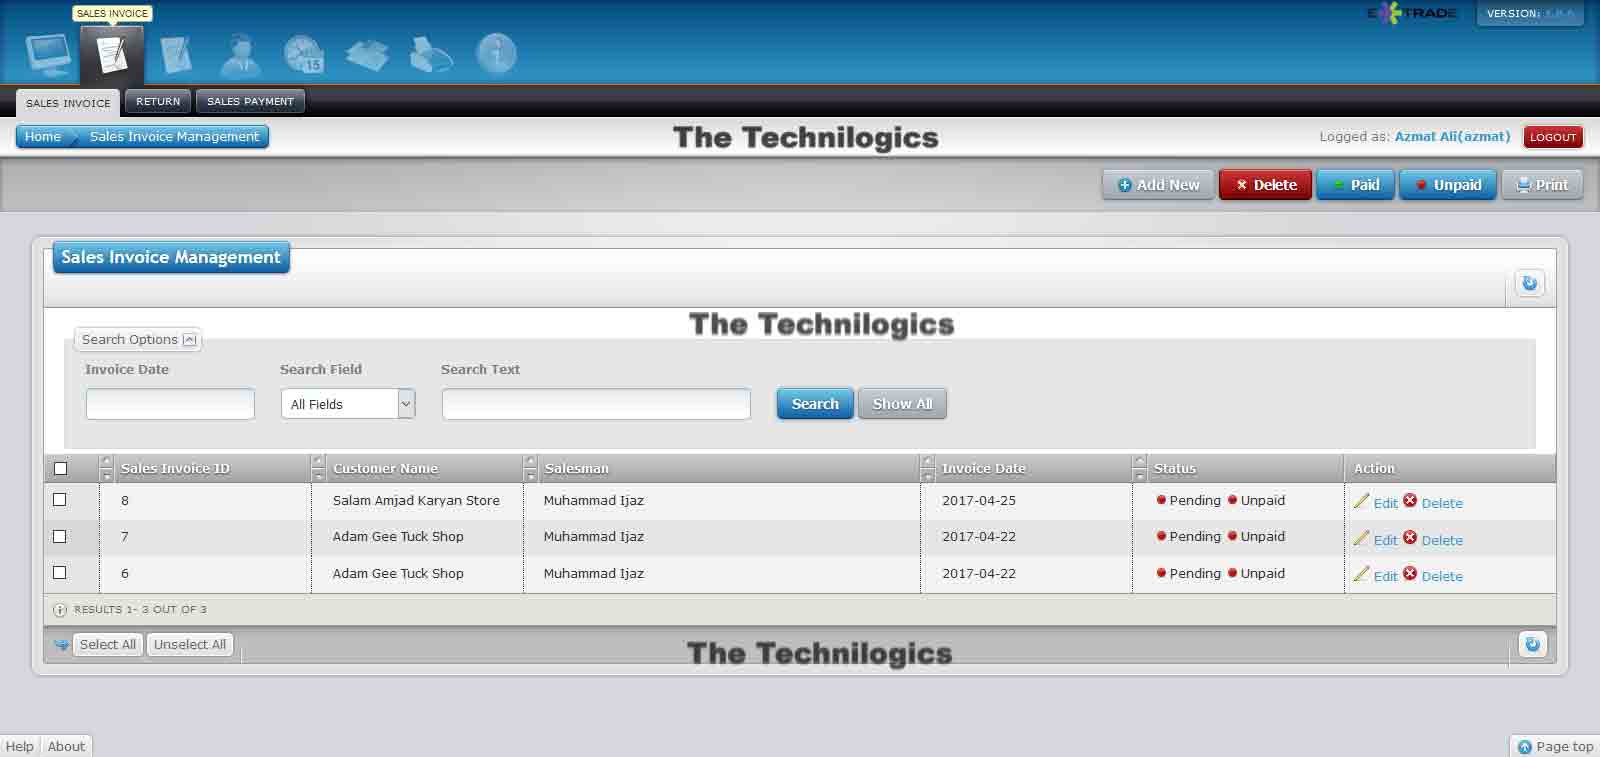 SALES INVOICE
TRADE
VERSION:
15
SALES INVOICE RETURN SALES PAYMENT
Home Sales Invoice Management The Technilogics Logged as: Azmat Ali(azmat) LOGOUT
Add New Delete Paid Unpaid Print
Sales Invoice Management
The Technilogics
Search Options
Invoice Date Search Field Search Text
All Fields Search Show All
Sales Invoice ID Customer Name Salesman Invoice Date Status Action
8 Salam Amjad Karyan Store Muhammad Ijaz 2017-04-25 Pending Unpaid Edit Delete
7 Adam Gee Tuck Shop Muhammad Ijaz 2017-04-22 Pending Unpaid Edit Delete
6 Adam Gee Tuck Shop Muhammad Ijaz 2017-04-22 Pending Unpaid Edit Delete
RESULTS 1- 3 OUT OF 3
Select All Unselect All The Technilogics
Help About Page top